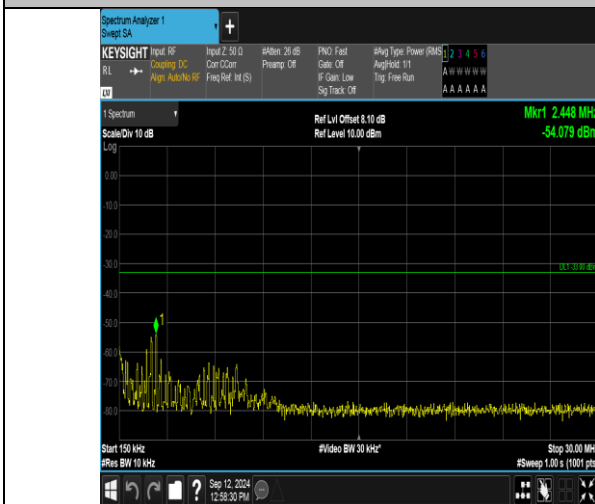 Spectrum Analyzer 1
Swept SA
+
KEYSIGHT Input: RF Input Z: 50 Ω #Atten: 26 dB PNO: Fast #Avg Type: Power (RMS 1 2 3 4 5 6
RL Coupling: DC Corr CCorr Preamp: Off Gate: Off Avg|Hold: 1/1 A W W W W W
Align: Auto/No RF Freq Ref: Int (S) IF Gain: Low Trig: Free Run
LXI Sig Track: Off A A A A A A
1 Spectrum Ref Lvl Offset 8.10 dB Mkr1 2.448 MHz
Scale/Div 10 dB Ref Level 10.00 dBm -54.079 dBm
Log
0.00
-10.0
-20.0
-30.0 DL1 -33.00 dBm
-40.0
1
-60.0
-80.0
Start 150 kHz #Video BW 30 kHz* Stop 30.00 MH
#Res BW 10 kHz #Sweep 1.00 s (1001 pts
? Sep 12, 2024
12:58:30 PM